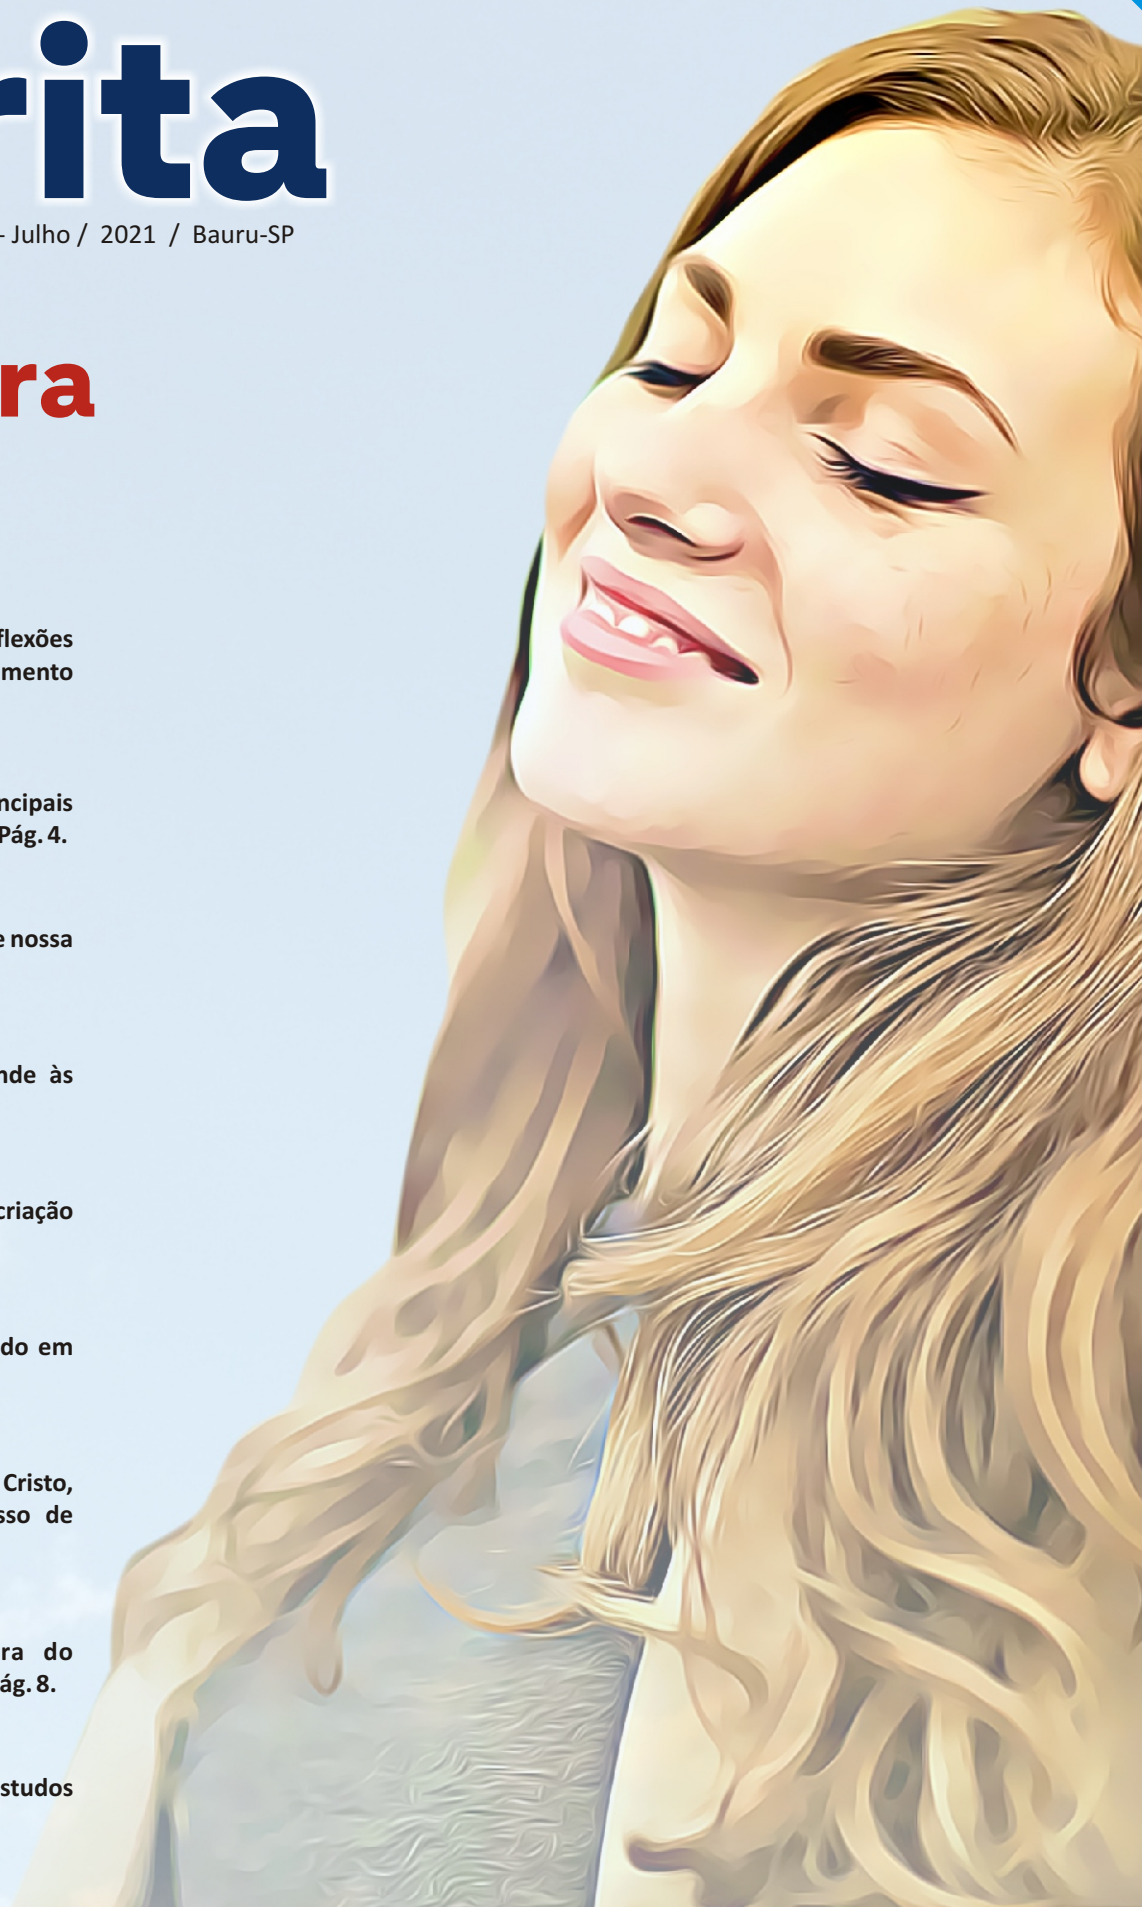 rita
- Julho / 2021 / Bauru-SP
ra
flexões
mento
ncipais
Pág. 4.
e nossa
nde às
criação
do em
Cristo,
sso de
ra do
ág. 8.
studos